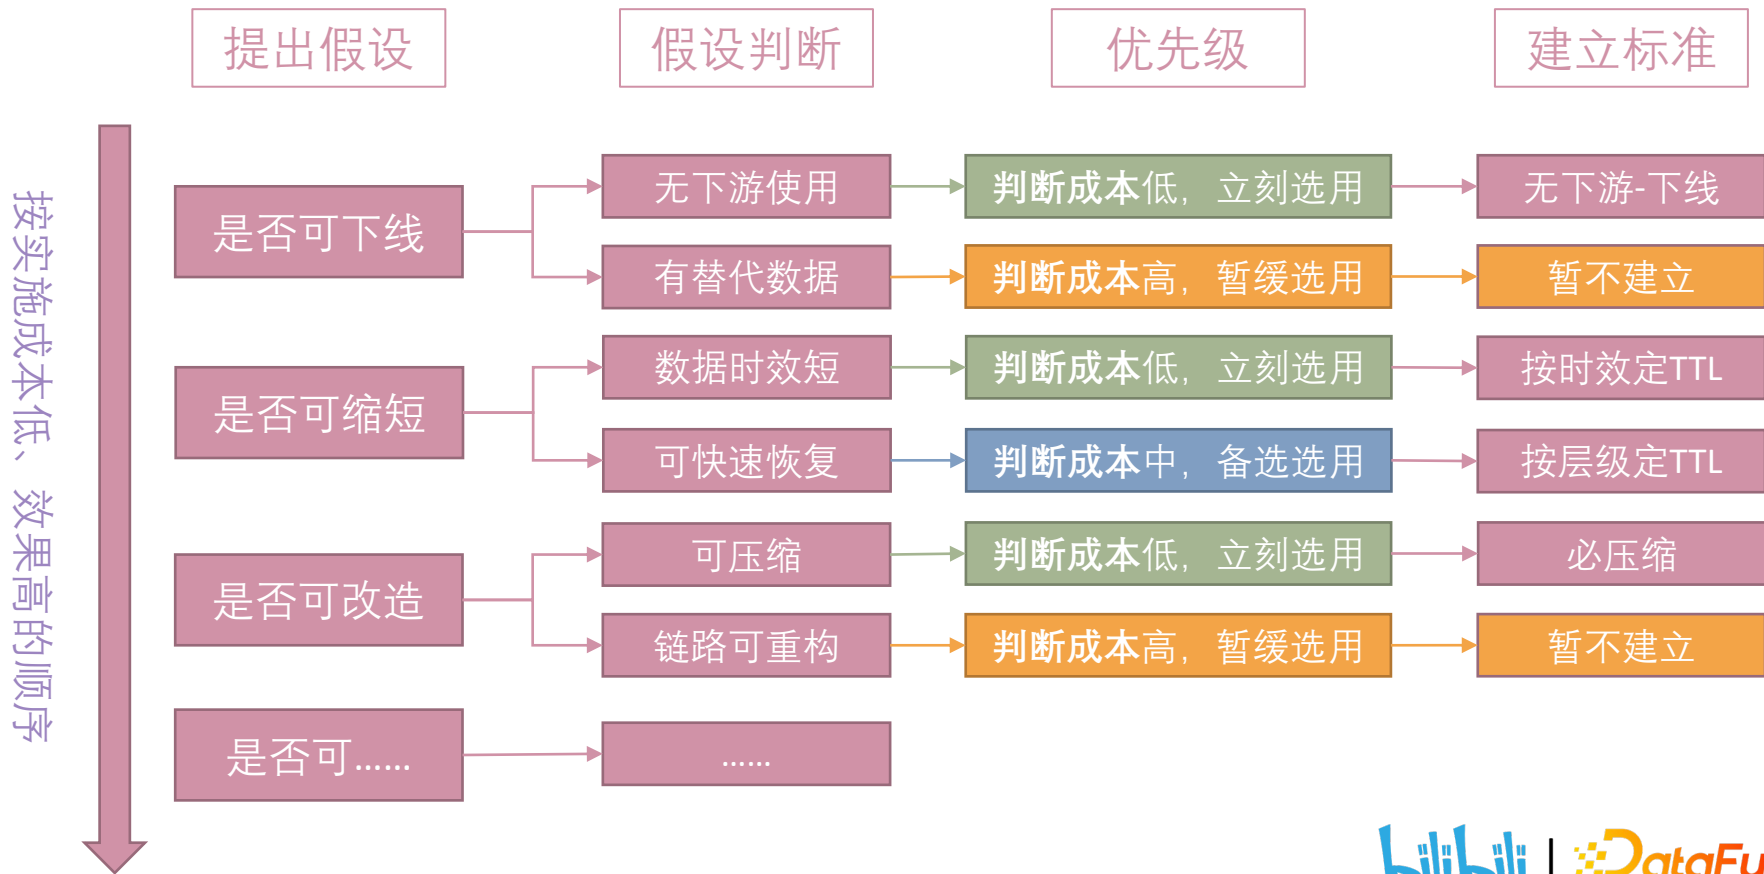 提出假设
假设判断
优先级
建立标准
按实施成本低、效果高的顺序
是否可下线
无下游使用
判断成本低，立刻选用
无下游-下线
有替代数据
判断成本高，暂缓选用
暂不建立
是否可缩短
数据时效短
判断成本低，立刻选用
按时效定TTL
可快速恢复
判断成本中，备选选用
按层级定TTL
是否可改造
可压缩
判断成本低，立刻选用
必压缩
链路可重构
判断成本高，暂缓选用
暂不建立
是否可……
……
bilibili
DataFu